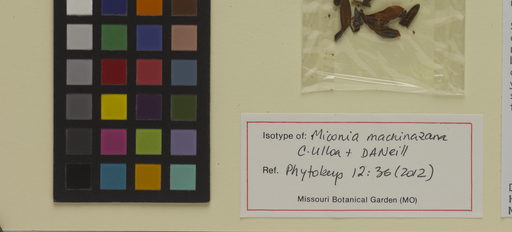 Isotype of: Miconia machinazana
C. Ulloa + DANeill
Ref. Phytokeys 12:36 (2012)
Missouri Botanical Garden (MO)